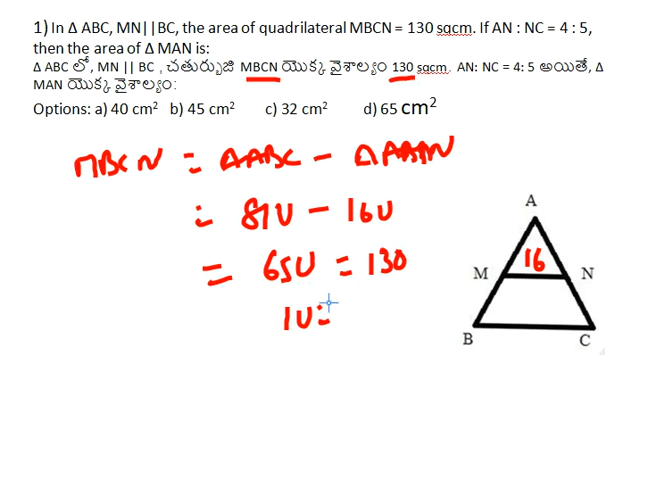 1) In Δ ABC, MN||BC, the area of quadrilateral MBCN = 130 sqcm. If AN : NC = 4 : 5,
then the area of Δ MAN is:
Δ ABC లో, MN || BC , చతుర్భుజి MBCN యొక్క వైశాల్యం 130 sqcm. AN: NC = 4: 5 అయితే, Δ
MAN యొక్క వైశాల్యం:
Options: a) 40 cm² b) 45 cm² c) 32 cm² d) 65 cm²
MBCN = ΔABC - ΔAMN
= 81U - 16U
= 65U = 130
1U=
A
16
M N
B C